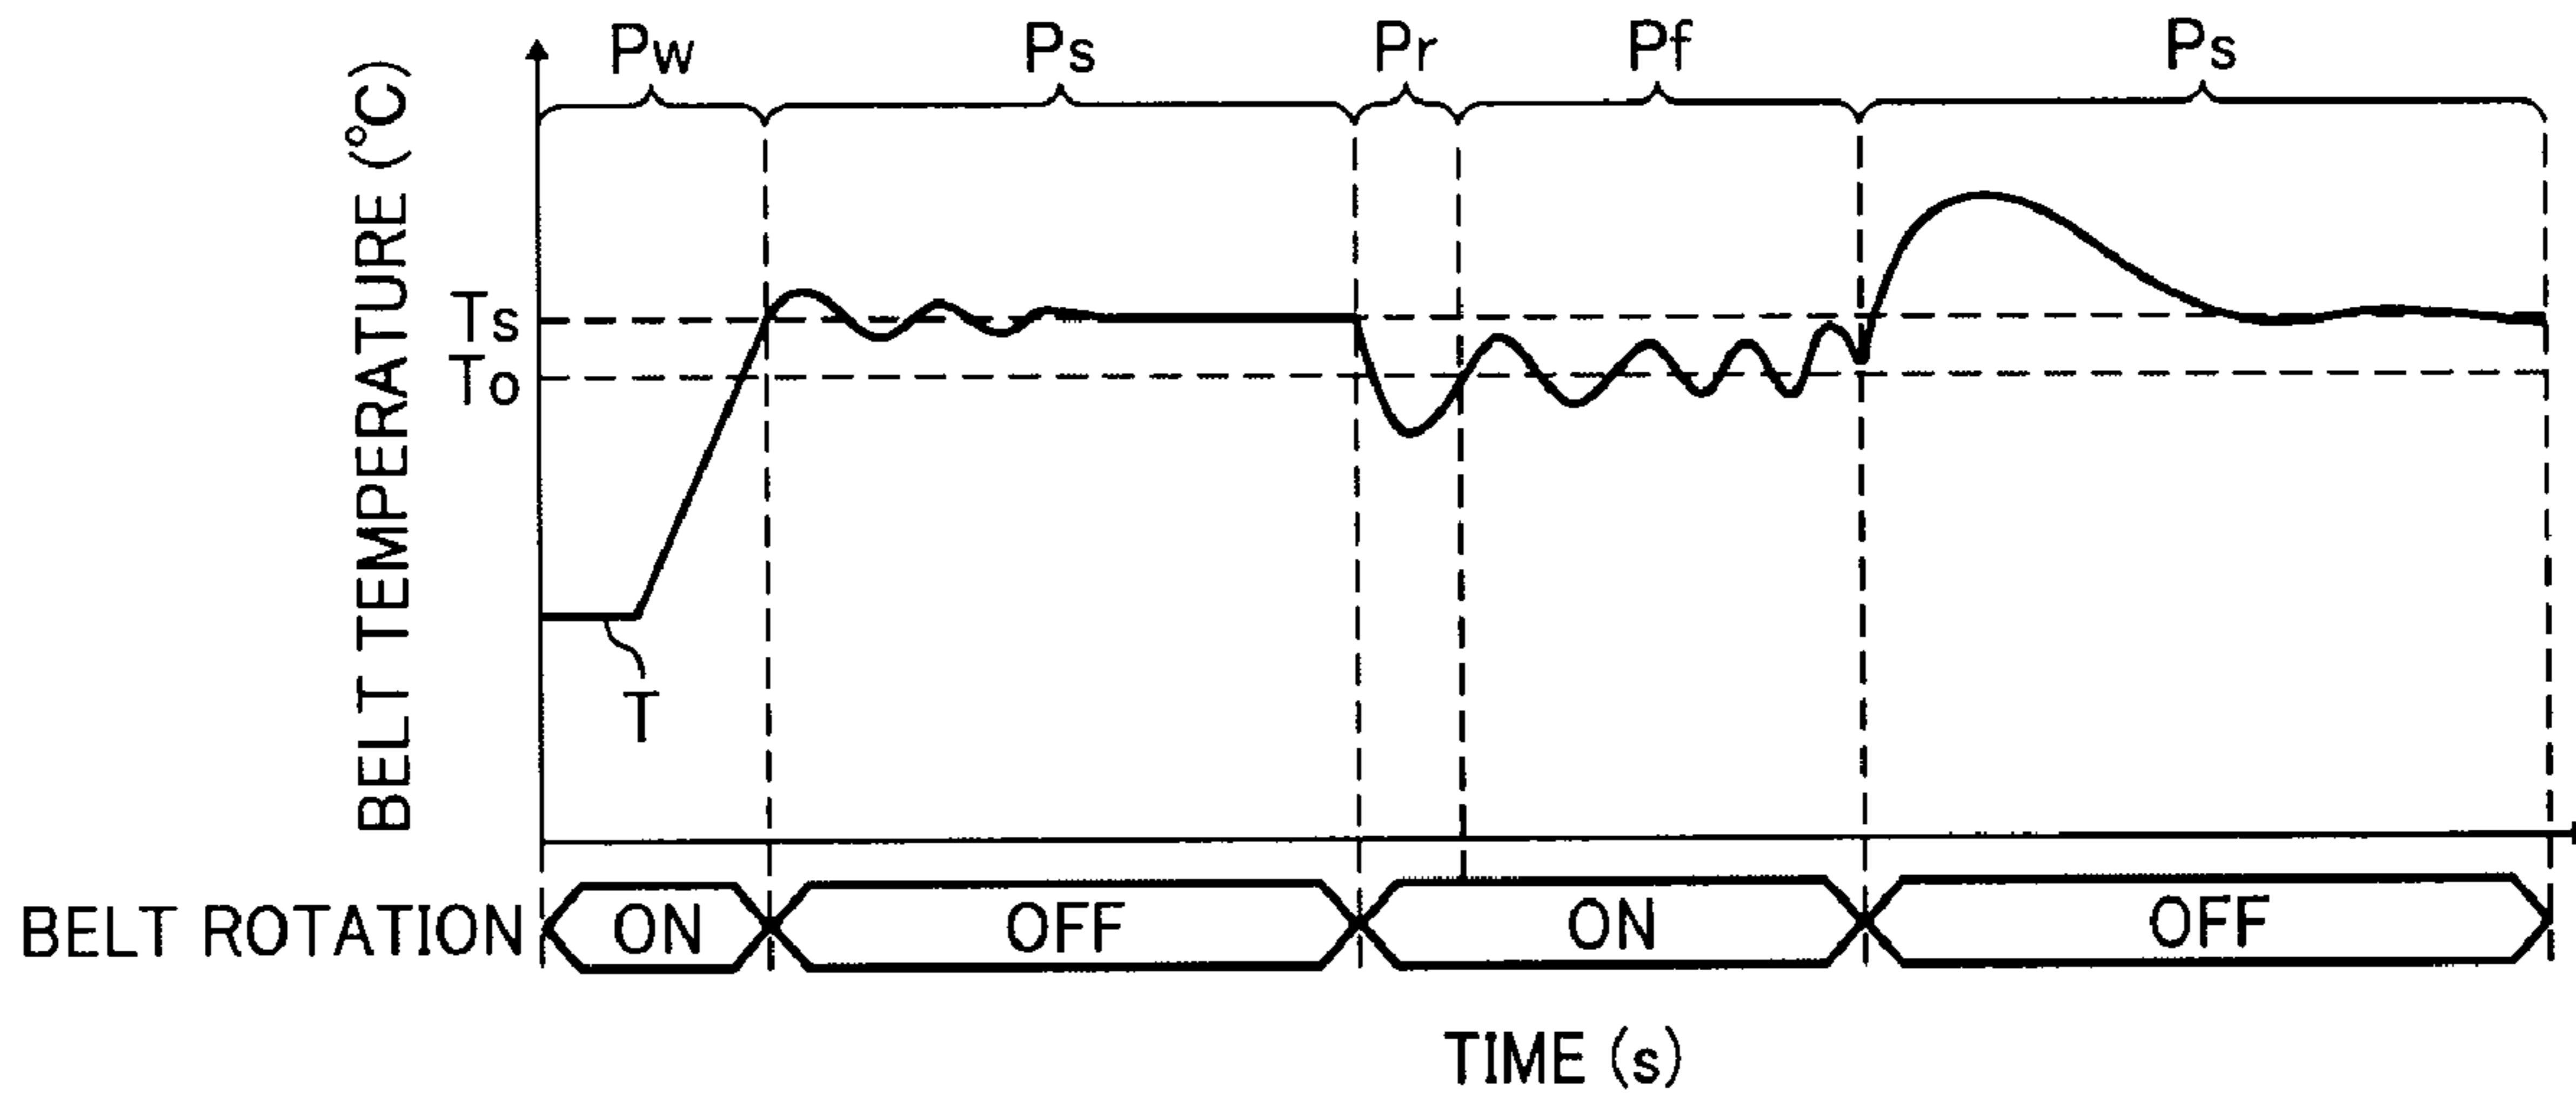 Pw Ps Pr Pf Ps
BELT TEMPERATURE (°C)
Ts
To
T
BELT ROTATION ON OFF ON OFF
TIME (s)